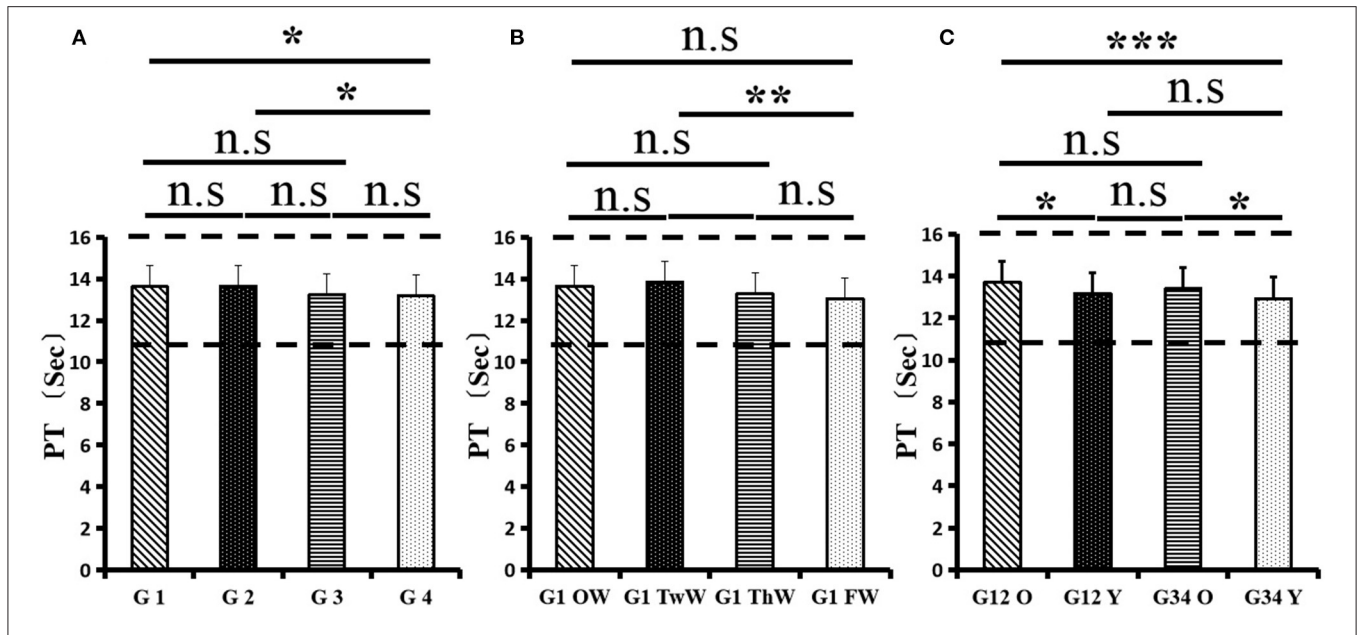 A
*
*
n.s
n.s n.s n.s
16
14
12
10
8
6
4
2
0
PT (Sec)
G 1 G 2 G 3 G 4
B
n.s
**
n.s
n.s n.s
16
14
12
10
8
6
4
2
0
PT (Sec)
G1 OW G1 TwW G1 ThW G1 FW
C
***
n.s
n.s
* n.s *
16
14
12
10
8
6
4
2
0
PT (Sec)
G12 O G12 Y G34 O G34 Y